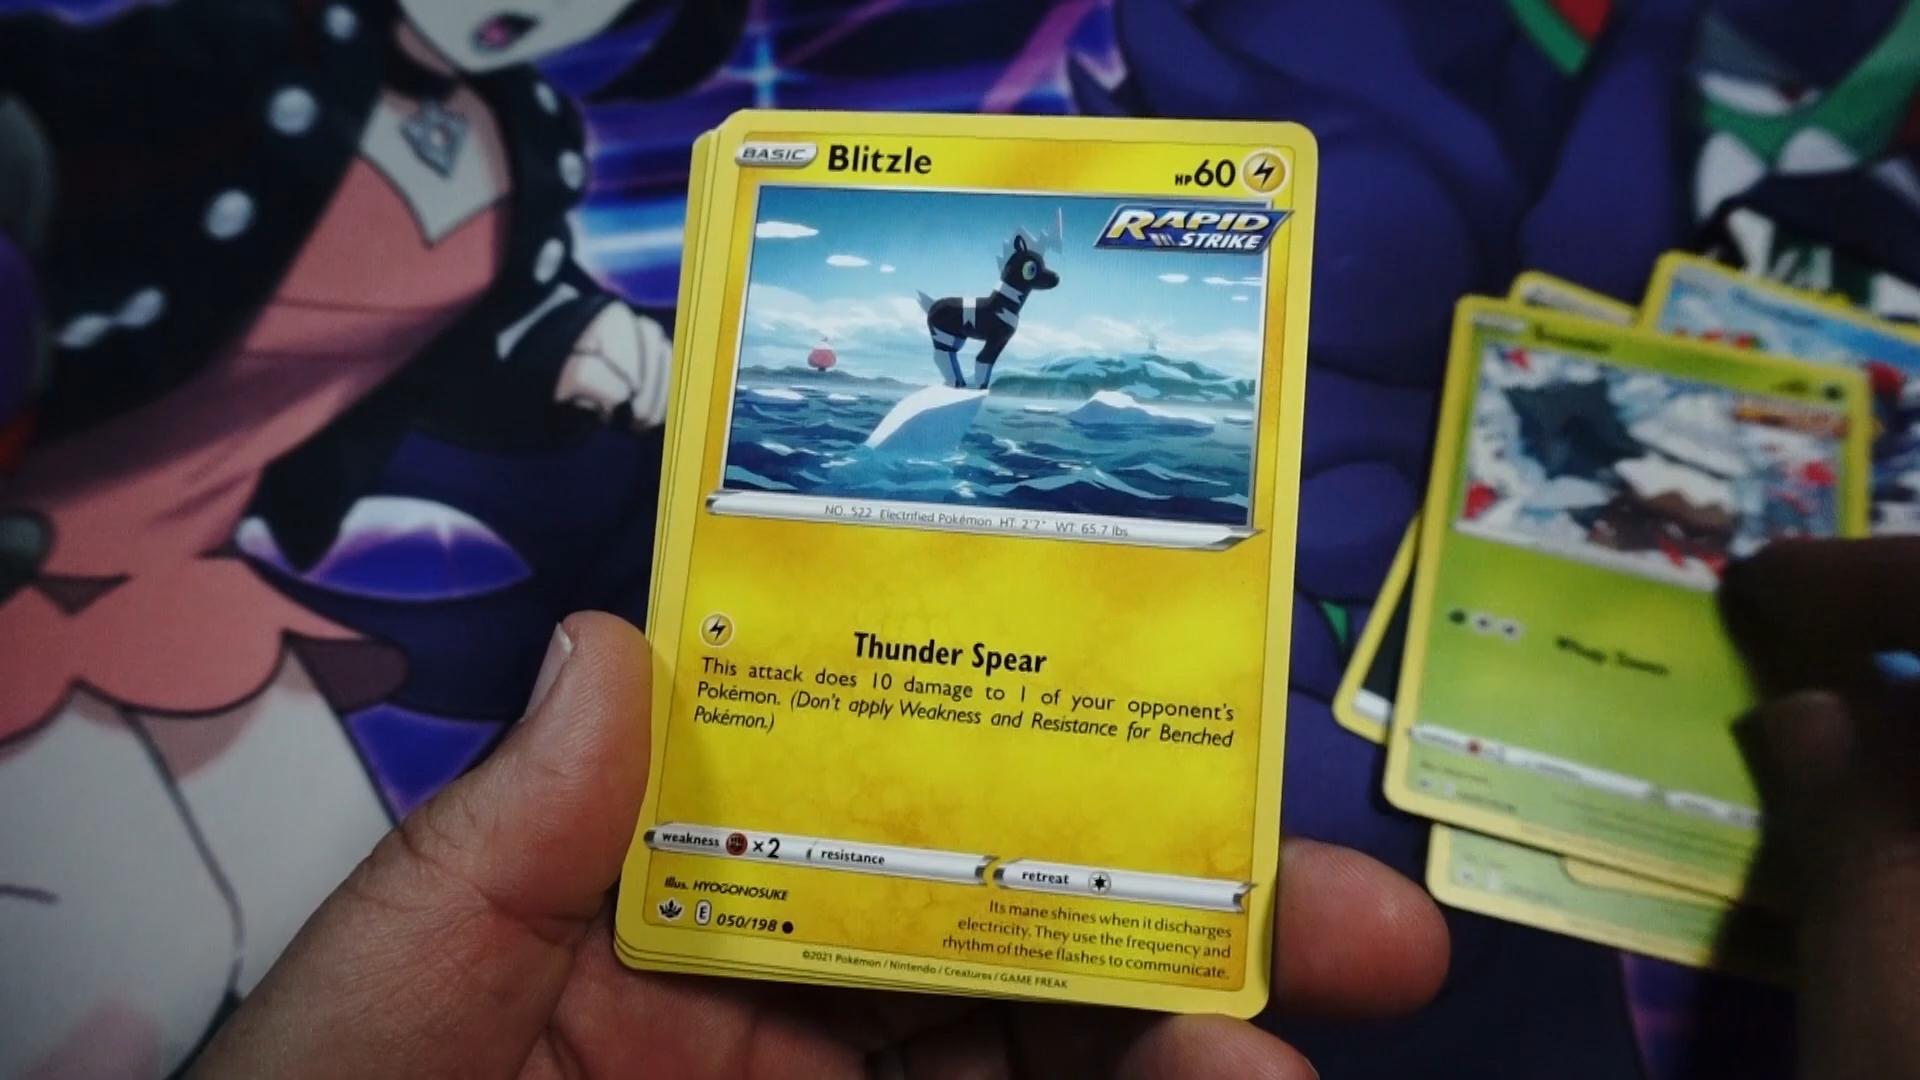 BASIC Blitzle HP60
RAPID
STRIKE
NO. 522 Electrified Pokémon HT: 2'7" WT: 65.7 lbs
Thunder Spear
This attack does 10 damage to 1 of your opponent's
Pokémon. (Don't apply Weakness and Resistance for Benched
Pokémon.)
weakness ×2 resistance retreat
Illus. HYOGONOSUKE
E 050/198
Its mane shines when it discharges
electricity. They use the frequency and
rhythm of these flashes to communicate.
©2021 Pokémon / Nintendo / Creatures / GAME FREAK